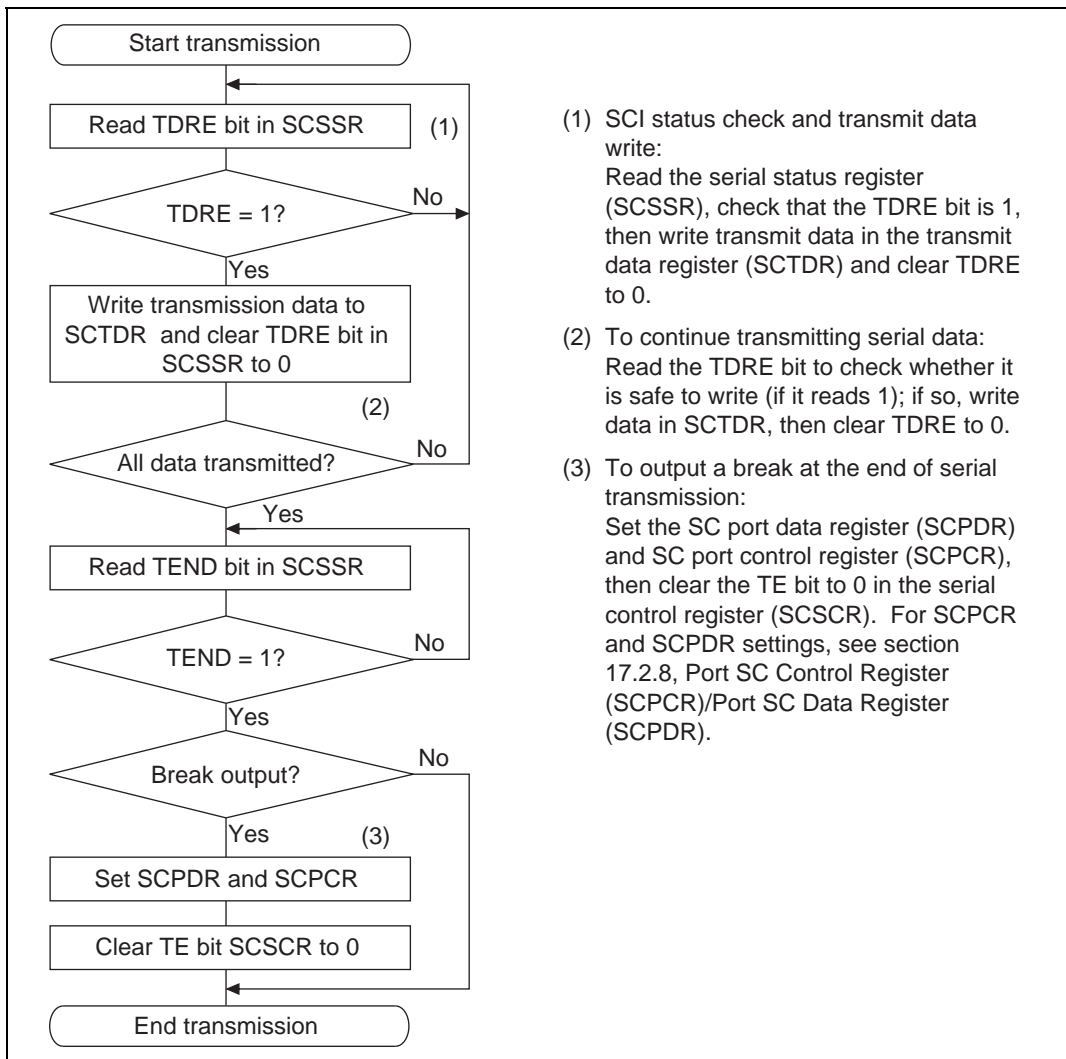 Start transmission
Read TDRE bit in SCSSR
(1)
TDRE = 1?
No
Yes
Write transmission data to
SCTDR  and clear TDRE bit in
SCSSR to 0
(2)
All data transmitted?
No
Yes
Read TEND bit in SCSSR
TEND = 1?
No
Yes
Break output?
No
Yes
(3)
Set SCPDR and SCPCR
Clear TE bit SCSCR to 0
End transmission
(1) SCI status check and transmit data
write:
Read the serial status register
(SCSSR), check that the TDRE bit is 1,
then write transmit data in the transmit
data register (SCTDR) and clear TDRE
to 0.
(2) To continue transmitting serial data:
Read the TDRE bit to check whether it
is safe to write (if it reads 1); if so, write
data in SCTDR, then clear TDRE to 0.
(3) To output a break at the end of serial
transmission:
Set the SC port data register (SCPDR)
and SC port control register (SCPCR),
then clear the TE bit to 0 in the serial
control register (SCSCR).  For SCPCR
and SCPDR settings, see section
17.2.8, Port SC Control Register
(SCPCR)/Port SC Data Register
(SCPDR).